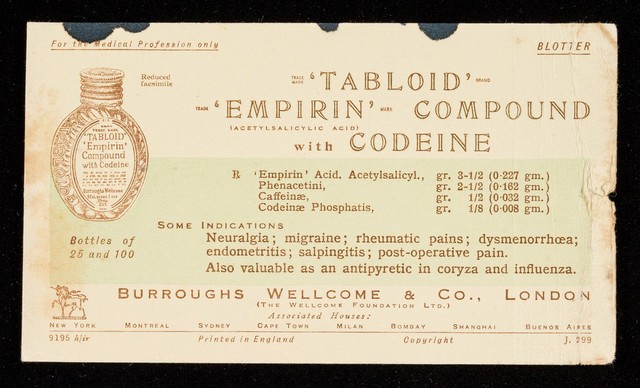 For the Medical Profession only
BLOTTER
Reduced
facsimile
TRADE MARK 'TABLOID' BRAND
TRADE 'EMPIRIN' MARK COMPOUND
(ACETYLSALICYLIC ACID)
with CODEINE
'TABLOID'
'Empirin'
Compound
with Codeine
Burroughs Wellcome
℞ 'Empirin' Acid. Acetylsalicyl., gr. 3-1/2 (0·227 gm.)
Phenacetini, gr. 2-1/2 (0·162 gm.)
Caffeinæ, gr. 1/2 (0·032 gm.)
Codeinæ Phosphatis, gr. 1/8 (0·008 gm.)
SOME INDICATIONS
Bottles of
25 and 100
Neuralgia; migraine; rheumatic pains; dysmenorrhœa;
endometritis; salpingitis; post-operative pain.
Also valuable as an antipyretic in coryza and influenza.
BURROUGHS WELLCOME & CO., LONDON
(THE WELLCOME FOUNDATION LTD.)
Associated Houses:
NEW YORK MONTREAL SYDNEY CAPE TOWN MILAN BOMBAY SHANGHAI BUENOS AIRES
9195 h/ir Printed in England Copyright J. 299